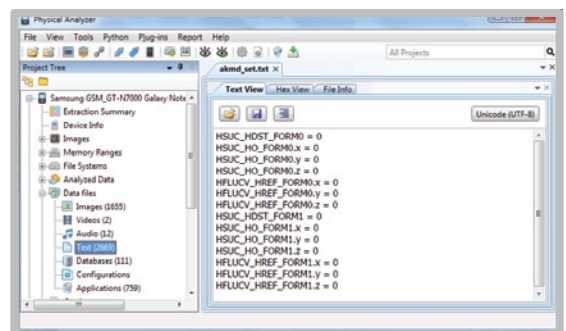 Physical Analyzer
File View Tools Python Plug-ins Report Help
All Projects
Project Tree
akmd_set.txt
Text View Hex View File Info
Samsung GSM_GT-N7000 Galaxy Note
Extraction Summary
Device Info
Images
Memory Ranges
File Systems
Analyzed Data
Data files
Images (1655)
Videos (2)
Audio (12)
Text (2669)
Databases (111)
Configurations
Applications (759)
Unicode (UTF-8)
HSUC_HDST_FORM0 = 0
HSUC_HO_FORM0.x = 0
HSUC_HO_FORM0.y = 0
HSUC_HO_FORM0.z = 0
HFLUCV_HREF_FORM0.x = 0
HFLUCV_HREF_FORM0.y = 0
HFLUCV_HREF_FORM0.z = 0
HSUC_HDST_FORM1 = 0
HSUC_HO_FORM1.x = 0
HSUC_HO_FORM1.y = 0
HSUC_HO_FORM1.z = 0
HFLUCV_HREF_FORM1.x = 0
HFLUCV_HREF_FORM1.y = 0
HFLUCV_HREF_FORM1.z = 0